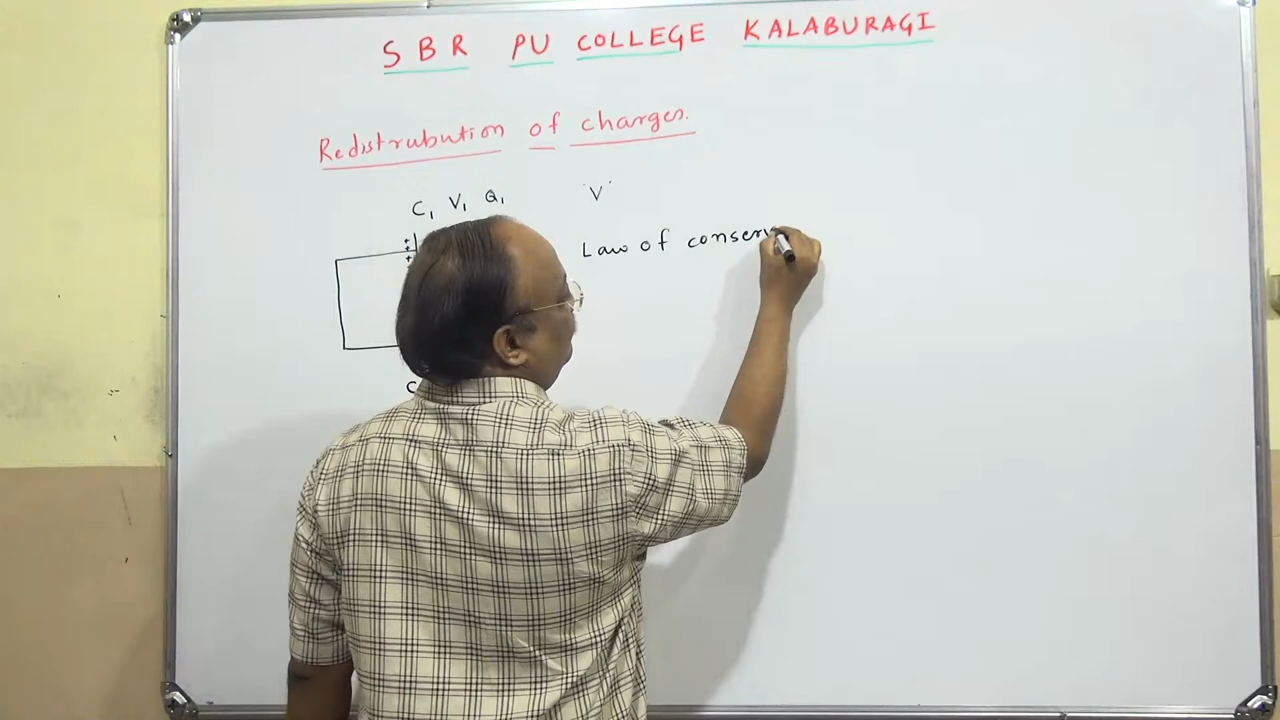 SBR PU COLLEGE KALABURAGI
Redistrubution of charges.
C₁ V₁ Q₁ 'V'
Law of conserv
C